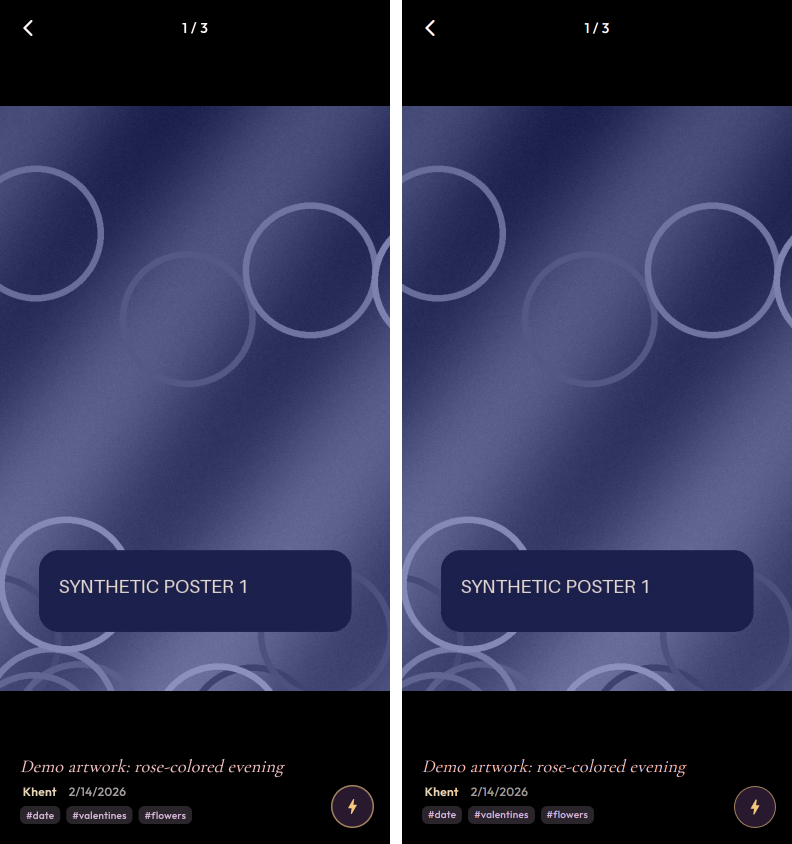 1 / 3
SYNTHETIC POSTER 1
Demo artwork: rose-colored evening
Khent 2/14/2026
#date #valentines #flowers
1 / 3
SYNTHETIC POSTER 1
Demo artwork: rose-colored evening
Khent 2/14/2026
#date #valentines #flowers